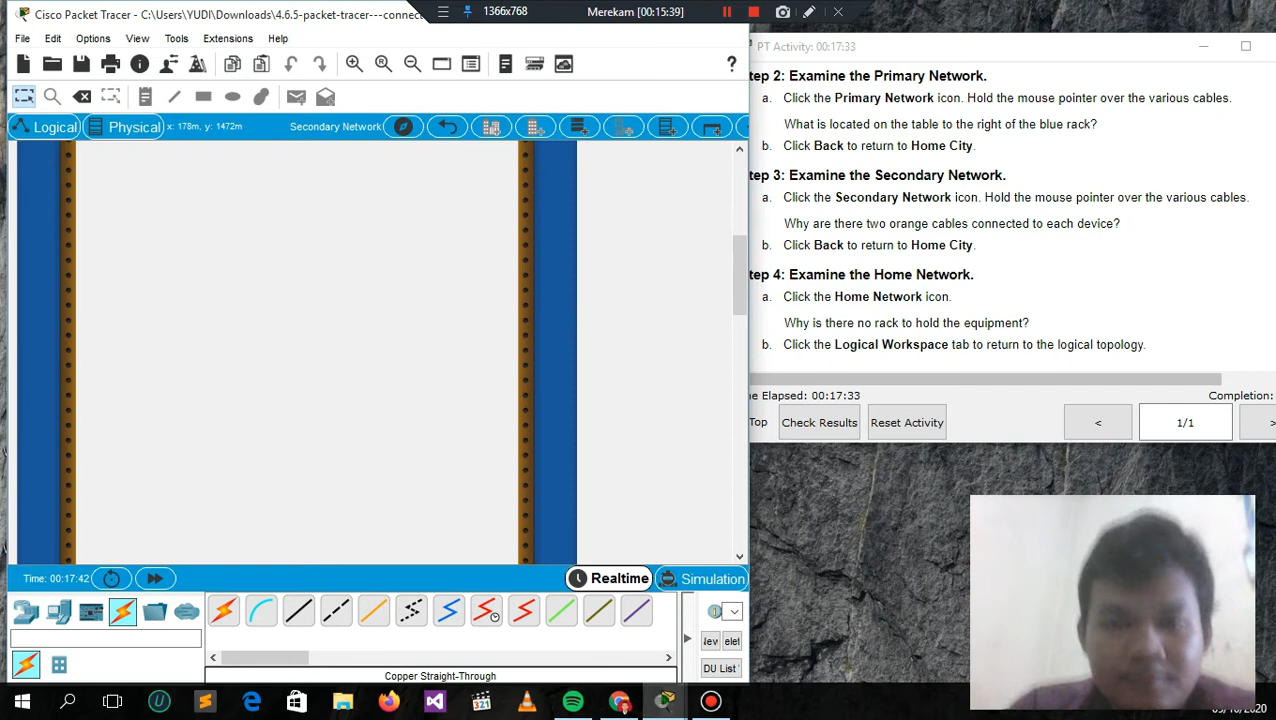 Cisco Packet Tracer - C:\Users\YUDI\Downloads\4.6.5-packet-tracer---connec
1366x768
Merekam [00:15:39]
File Edit Options View Tools Extensions Help
Logical
Physical
x: 178m, y: 1472m
Secondary Network
PT Activity: 00:17:33
tep 2: Examine the Primary Network.
a. Click the Primary Network icon. Hold the mouse pointer over the various cables.
What is located on the table to the right of the blue rack?
b. Click Back to return to Home City.
tep 3: Examine the Secondary Network.
a. Click the Secondary Network icon. Hold the mouse pointer over the various cables.
Why are there two orange cables connected to each device?
b. Click Back to return to Home City.
tep 4: Examine the Home Network.
a. Click the Home Network icon.
Why is there no rack to hold the equipment?
b. Click the Logical Workspace tab to return to the logical topology.
e Elapsed: 00:17:33
Completion:
Top
Check Results
Reset Activity
<
1/1
>
Time: 00:17:42
Realtime
Simulation
DU List
Copper Straight-Through
321